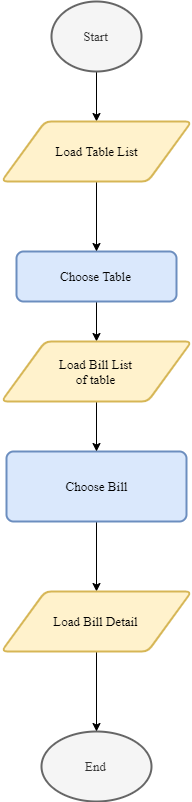 Start
Load Table List
Choose Table
Load Bill List
of table
Choose Bill
Load Bill Detail
End